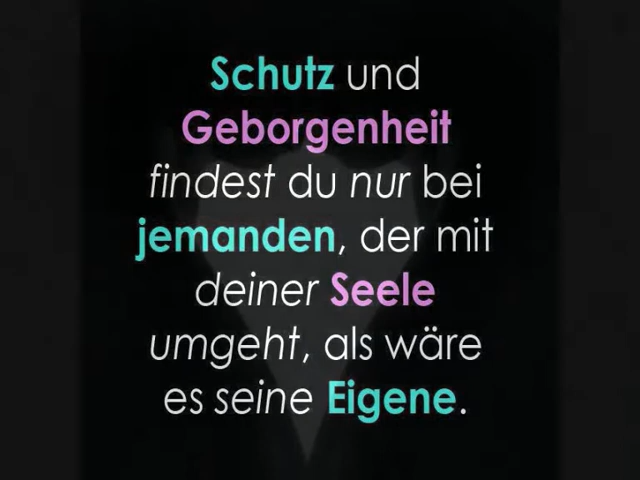 Schutz und
Geborgenheit
findest du nur bei
jemanden, der mit
deiner Seele
umgeht, als wäre
es seine Eigene.